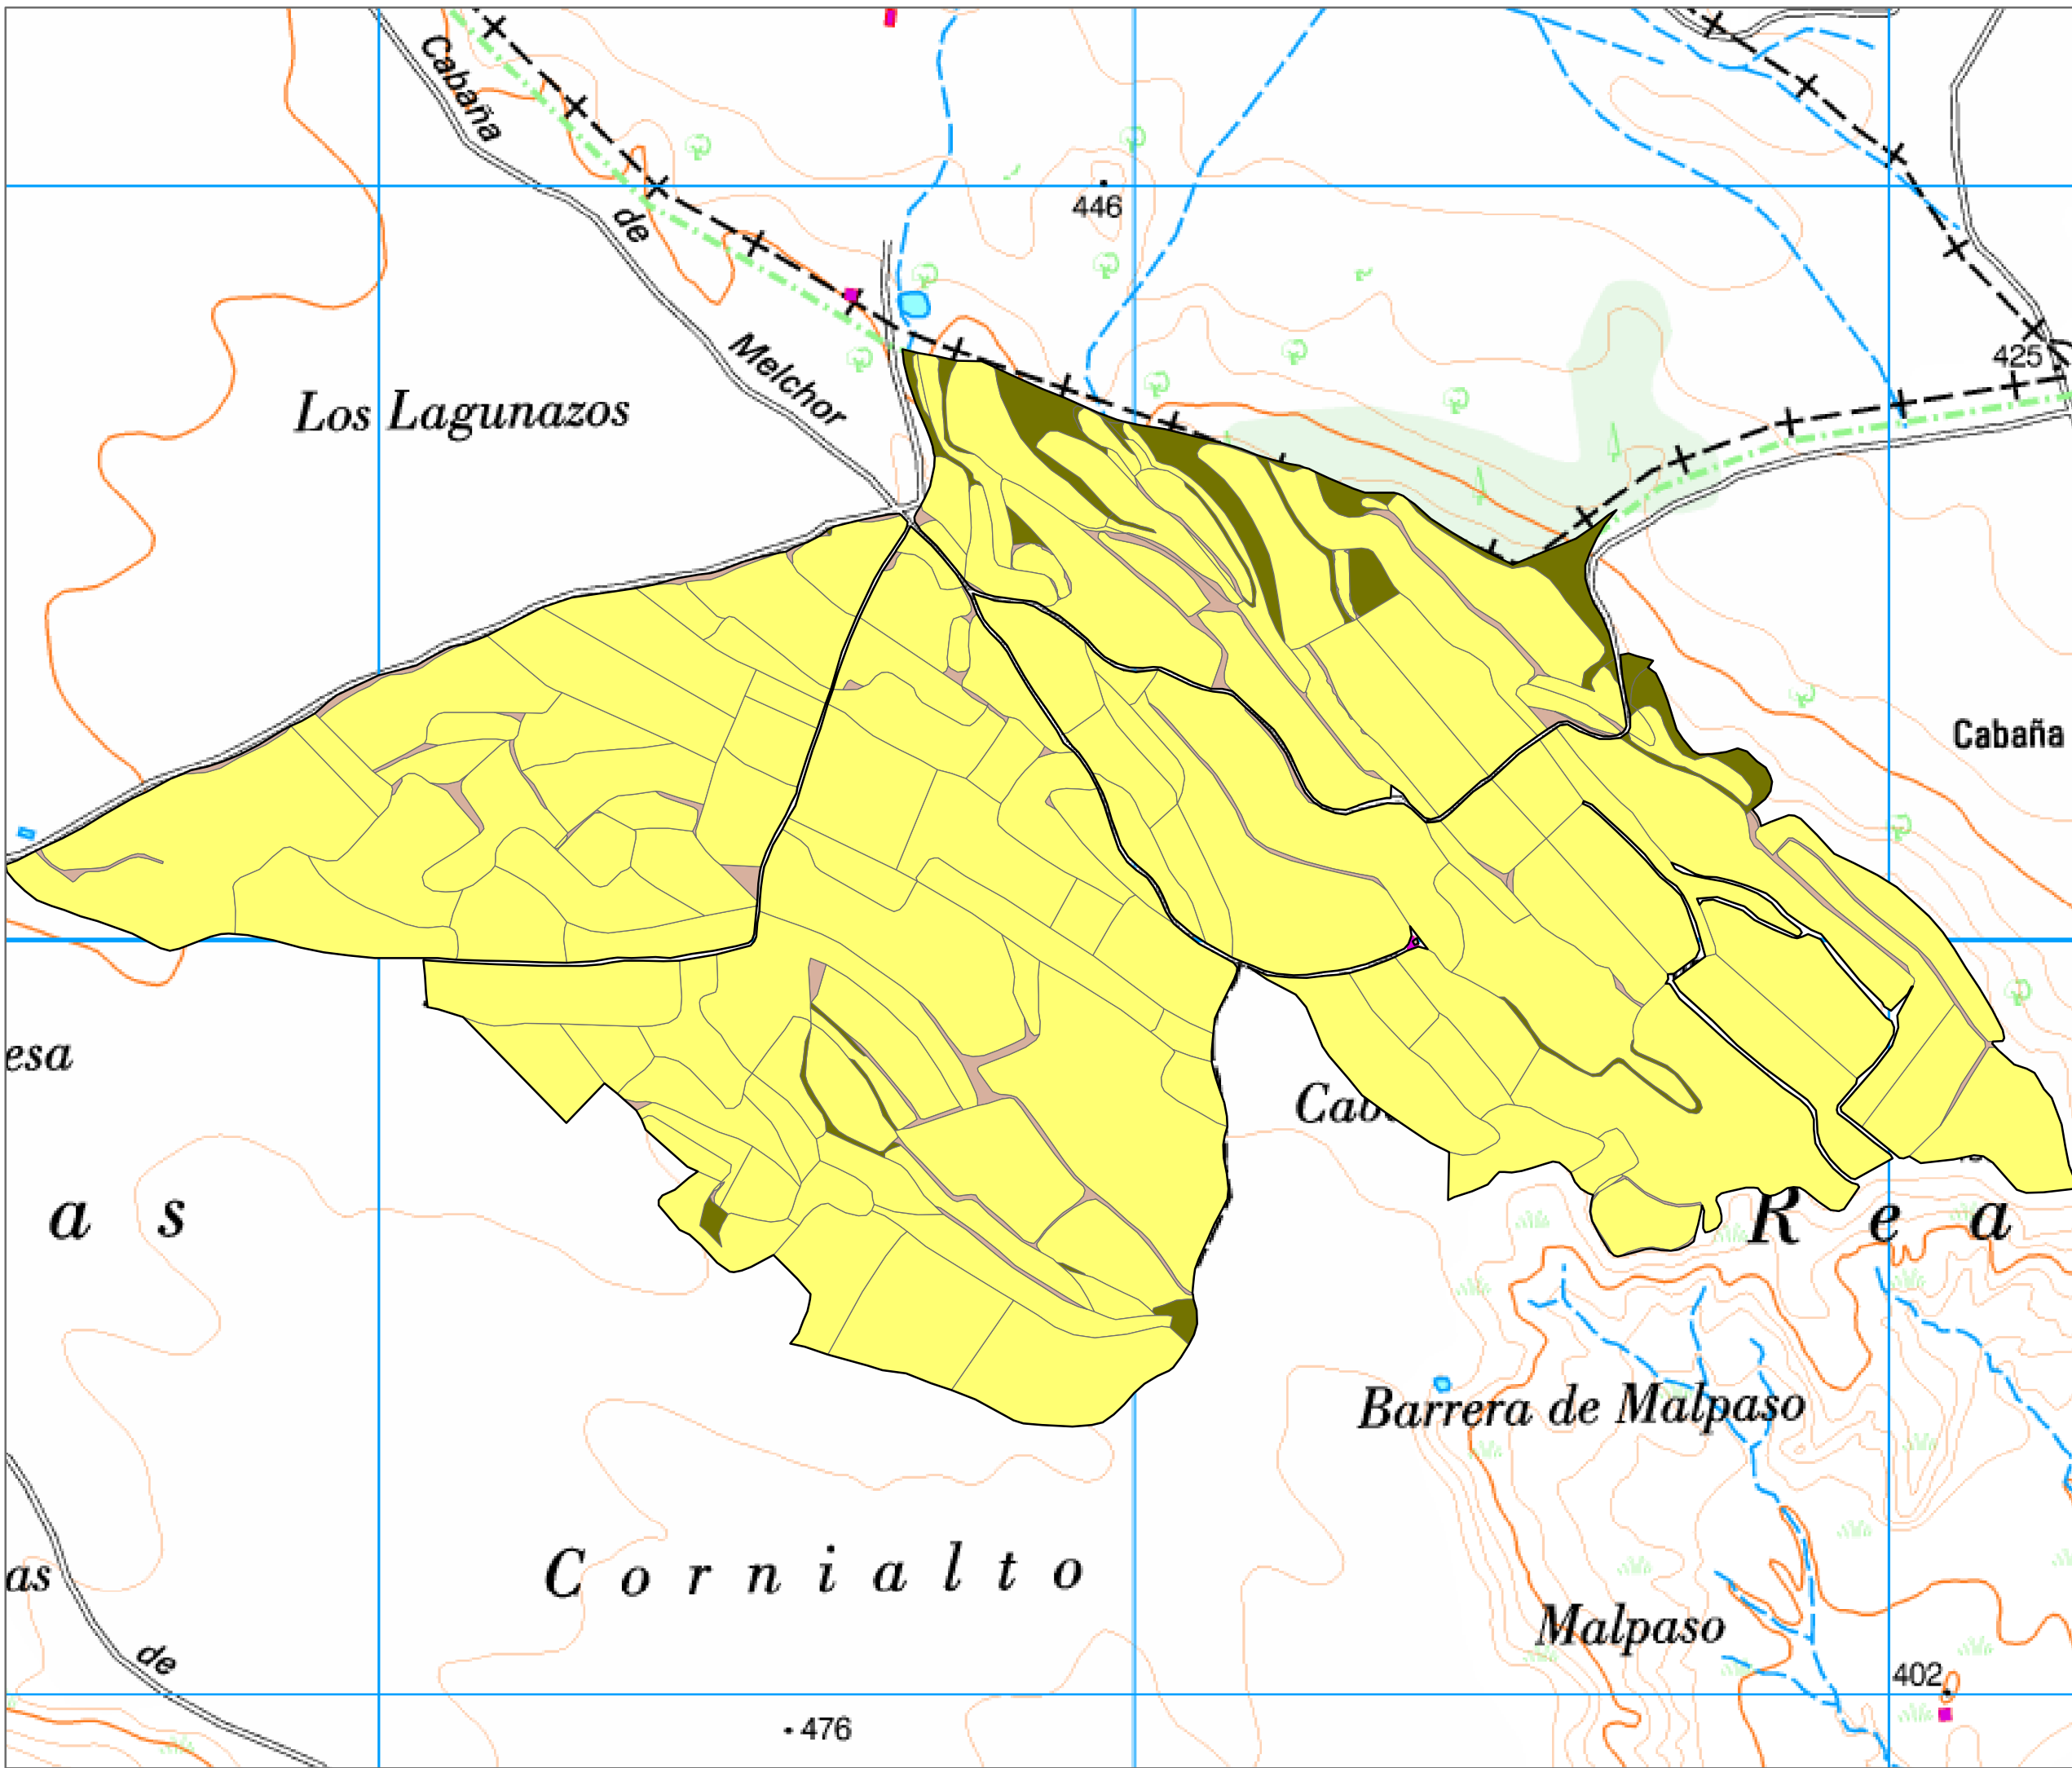 Cabaña
de
Melchor
446
425
Los Lagunazos
Cabaña
esa
Cab
a s
R e a
Barrera de Malpaso
Cornialto
as
Malpaso
de
402
476